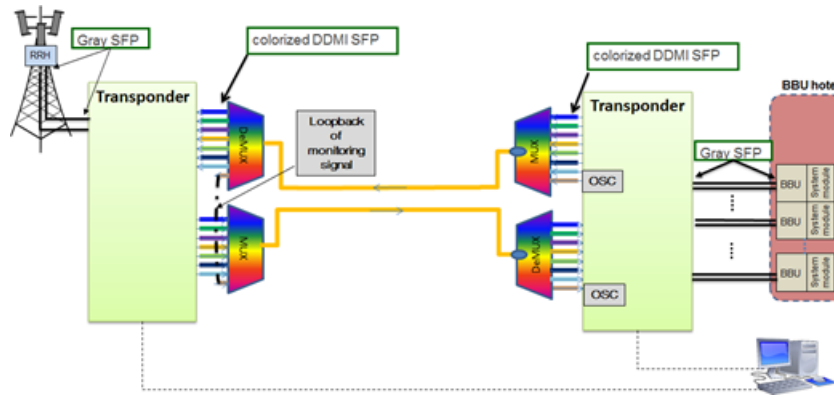 RRH
Gray SFP
colorized DDMI SFP
Transponder
DeMUX
Loopback
of
monitoring
signal
MUX
colorized DDMI SFP
MUX
OSC
DeMUX
OSC
Transponder
Gray SFP
BBU hote
BBU
System
module
BBU
System
module
BBU
System
module